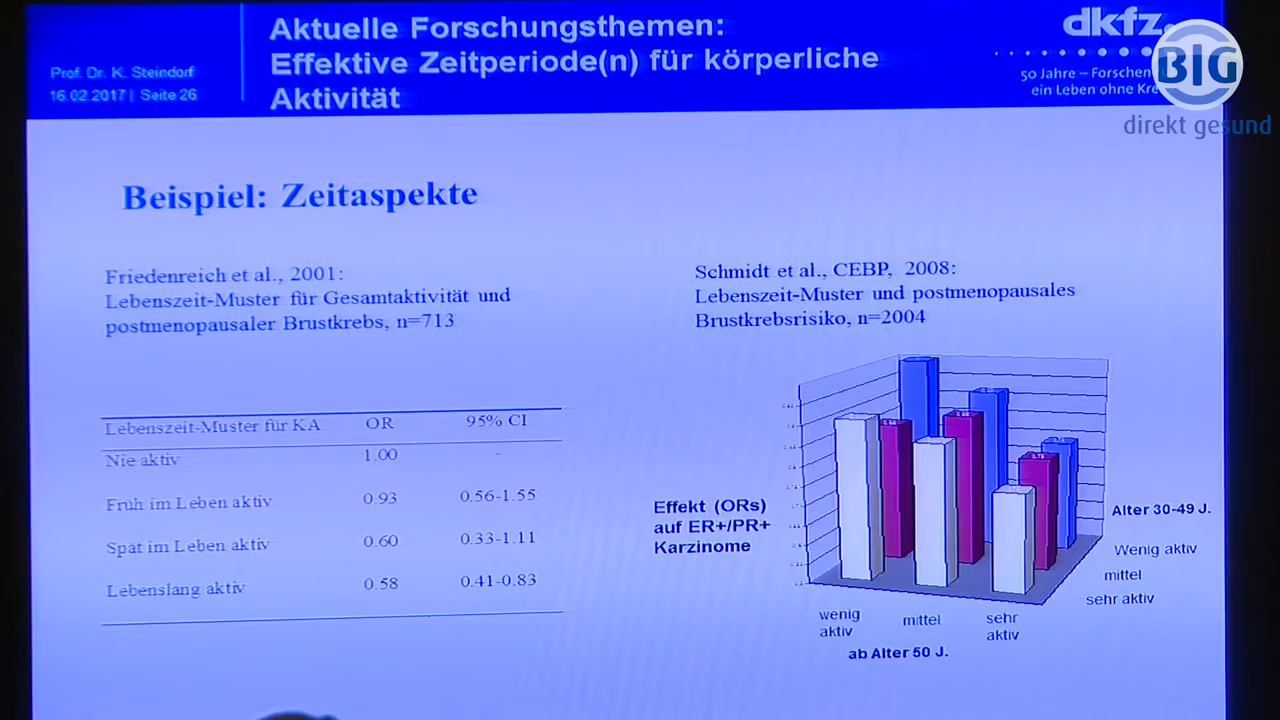 Prof. Dr. K. Steindorf
16.02.2017 | Seite 26
Aktuelle Forschungsthemen:
Effektive Zeitperiode(n) für körperliche
Aktivität
dkfz.
50 Jahre – Forschen
ein Leben ohne
BIG
direkt gesund
Beispiel: Zeitaspekte
Friedenreich et al., 2001:
Lebenszeit-Muster für Gesamtaktivität und
postmenopausaler Brustkrebs, n=713
Schmidt et al., CEBP, 2008:
Lebenszeit-Muster und postmenopausales
Brustkrebsrisiko, n=2004
Lebenszeit-Muster für KA OR 95% CI
Nie aktiv 1.00 -
Früh im Leben aktiv 0.93 0.56-1.55
Spät im Leben aktiv 0.60 0.33-1.11
Lebenslang aktiv 0.58 0.41-0.83
Effekt (ORs)
auf ER+/PR+
Karzinome
Alter 30-49 J.
Wenig aktiv
mittel
sehr aktiv
wenig
aktiv
mittel
sehr
aktiv
ab Alter 50 J.